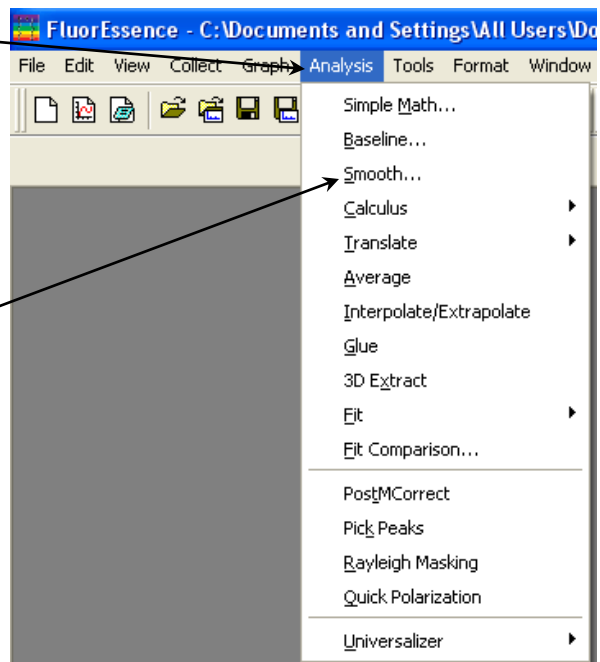 FluorEssence - C:\Documents and Settings\All Users\Do
File Edit View Collect Graph Analysis Tools Format Window
Simple Math...
Baseline...
Smooth...
Calculus
Translate
Average
Interpolate/Extrapolate
Glue
3D Extract
Fit
Fit Comparison...
PostMCorrect
Pick Peaks
Rayleigh Masking
Quick Polarization
Universalizer